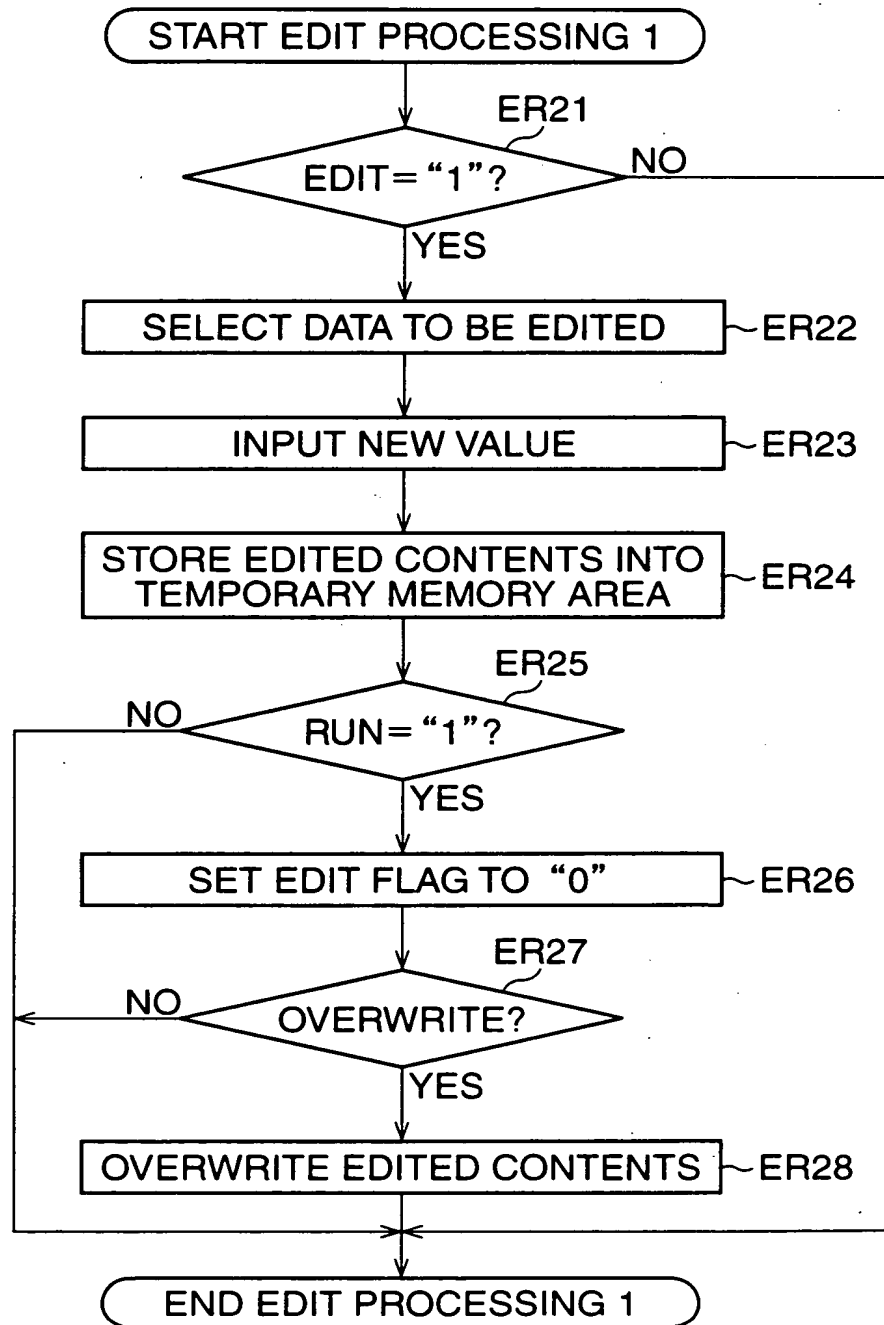 START EDIT PROCESSING 1
ER21
EDIT= “1”?
NO
YES
SELECT DATA TO BE EDITED
ER22
INPUT NEW VALUE
ER23
STORE EDITED CONTENTS INTO
TEMPORARY MEMORY AREA
ER24
ER25
NO
RUN= “1”?
YES
SET EDIT FLAG TO “0”
ER26
ER27
NO
OVERWRITE?
YES
OVERWRITE EDITED CONTENTS
ER28
END EDIT PROCESSING 1